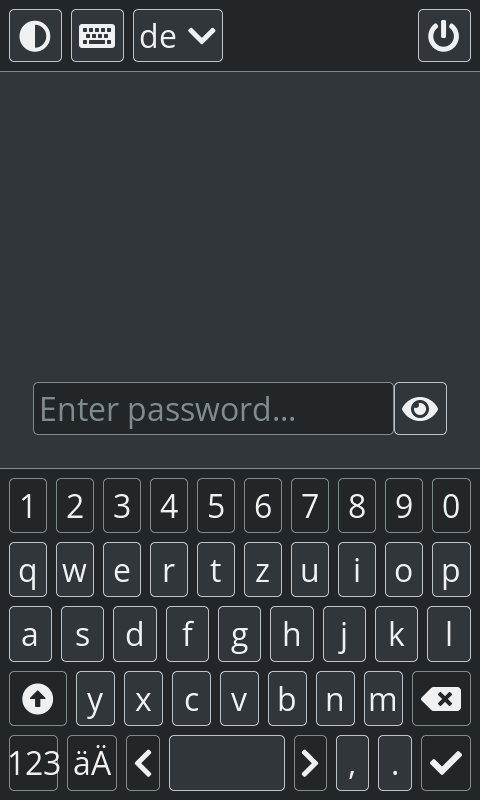 de
Enter password...
1 2 3 4 5 6 7 8 9 0
q w e r t z u i o p
a s d f g h j k l
y x c v b n m
123 äÄ , .